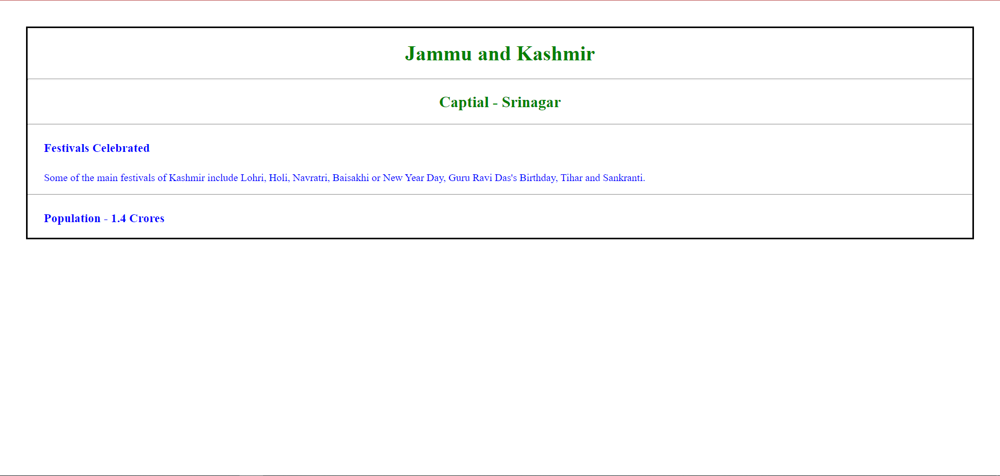 Jammu and Kashmir
Captial - Srinagar
Festivals Celebrated
Some of the main festivals of Kashmir include Lohri, Holi, Navratri, Baisakhi or New Year Day, Guru Ravi Das's Birthday, Tihar and Sankranti.
Population - 1.4 Crores